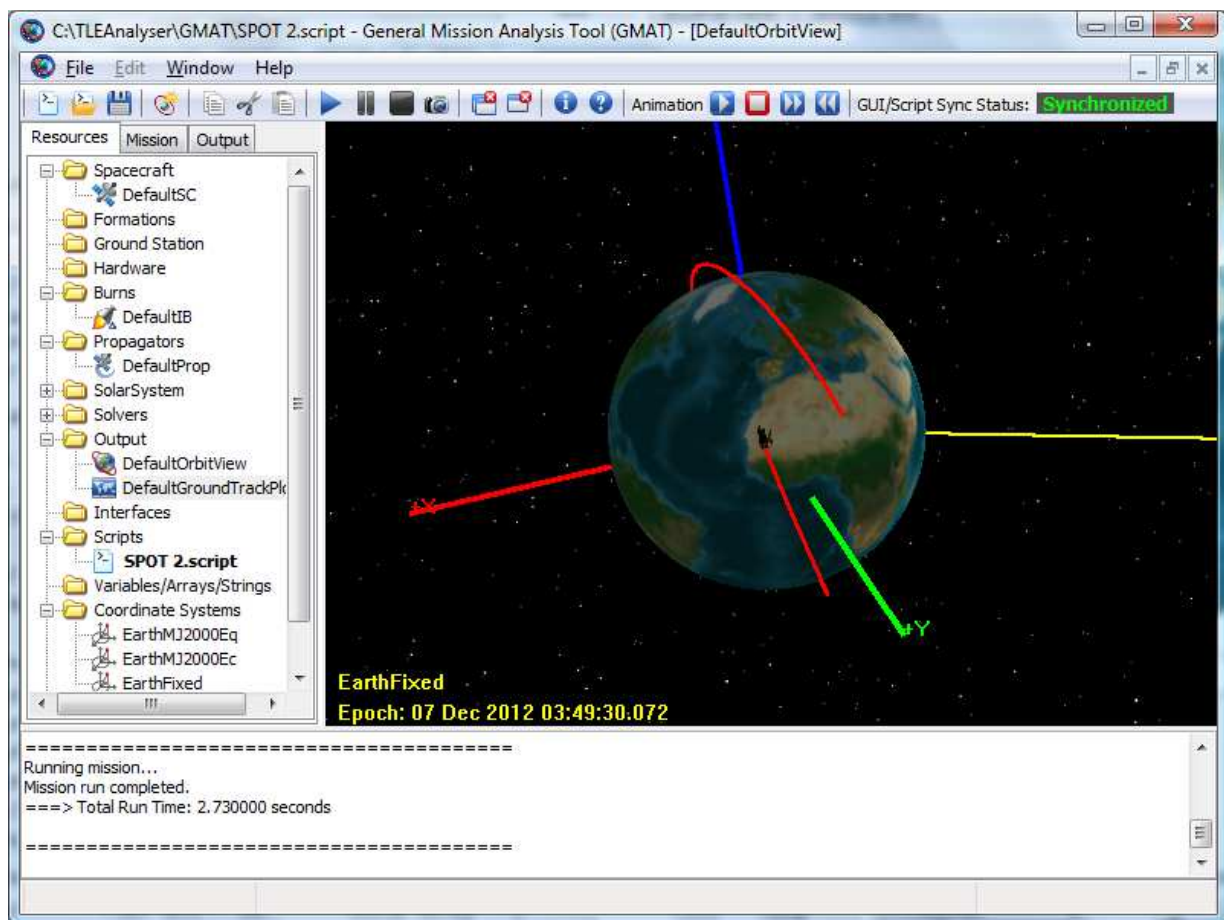 C:\TLEAnalyser\GMAT\SPOT 2.script - General Mission Analysis Tool (GMAT) - [DefaultOrbitView]
File Edit Window Help
Animation GUI/Script Sync Status: Synchronized
Resources Mission Output
Spacecraft
DefaultSC
Formations
Ground Station
Hardware
Burns
DefaultIB
Propagators
DefaultProp
SolarSystem
Solvers
Output
DefaultOrbitView
DefaultGroundTrackPlo
Interfaces
Scripts
SPOT 2.script
Variables/Arrays/Strings
Coordinate Systems
EarthMJ2000Eq
EarthMJ2000Ec
EarthFixed
+X
+Y
EarthFixed
Epoch: 07 Dec 2012 03:49:30.072
========================================
Running mission...
Mission run completed.
===> Total Run Time: 2.730000 seconds
========================================